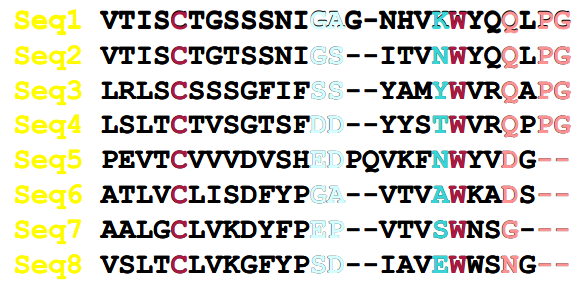 Seq1 VTISCTGSSSNIGAG-NHVKWYQQLPG
Seq2 VTISCTGTSSNIGS--ITVNWYQQLPG
Seq3 LRLSCSSSGFIFSS--YAMYWVRQAPG
Seq4 LSLTCTVSGTSFDD--YYSTWVRQPPG
Seq5 PEVTCVVVDVSHEDPQVKFNWYVDG--
Seq6 ATLVCLISDFYPGA--VTVAWKADS--
Seq7 AALGCLVKDYFPEP--VTVSWNSG---
Seq8 VSLTCLVKGFYPSD--IAVEWWSNG--